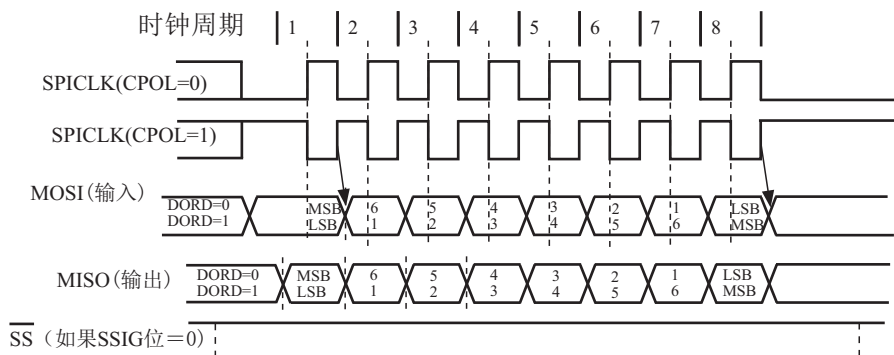 时钟周期 1 2 3 4 5 6 7 8
SPICLK(CPOL=0)
SPICLK(CPOL=1)
MOSI(输入)
DORD=0 MSB 6 5 4 3 2 1 LSB
DORD=1 LSB 1 2 3 4 5 6 MSB
MISO(输出)
DORD=0 MSB 6 5 4 3 2 1 LSB
DORD=1 LSB 1 2 3 4 5 6 MSB
SS（如果SSIG位＝0）